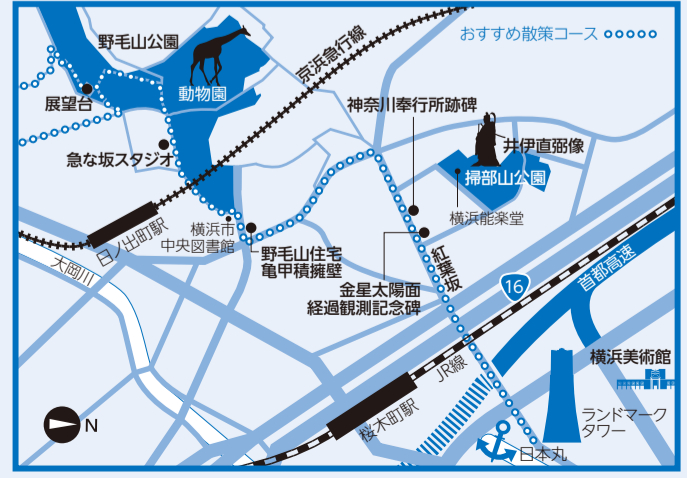 おすすめ散策コース
野毛山公園
動物園
京浜急行線
展望台
神奈川奉行所跡碑
井伊直弼像
急な坂スタジオ
掃部山公園
横浜能楽堂
横浜市
中央図書館
日ノ出町駅
野毛山住宅
亀甲積擁壁
大岡川
紅葉坂
金星太陽面
経過観測記念碑
16
首都高速
横浜美術館
JR線
桜木町駅
ランドマーク
タワー
日本丸
N